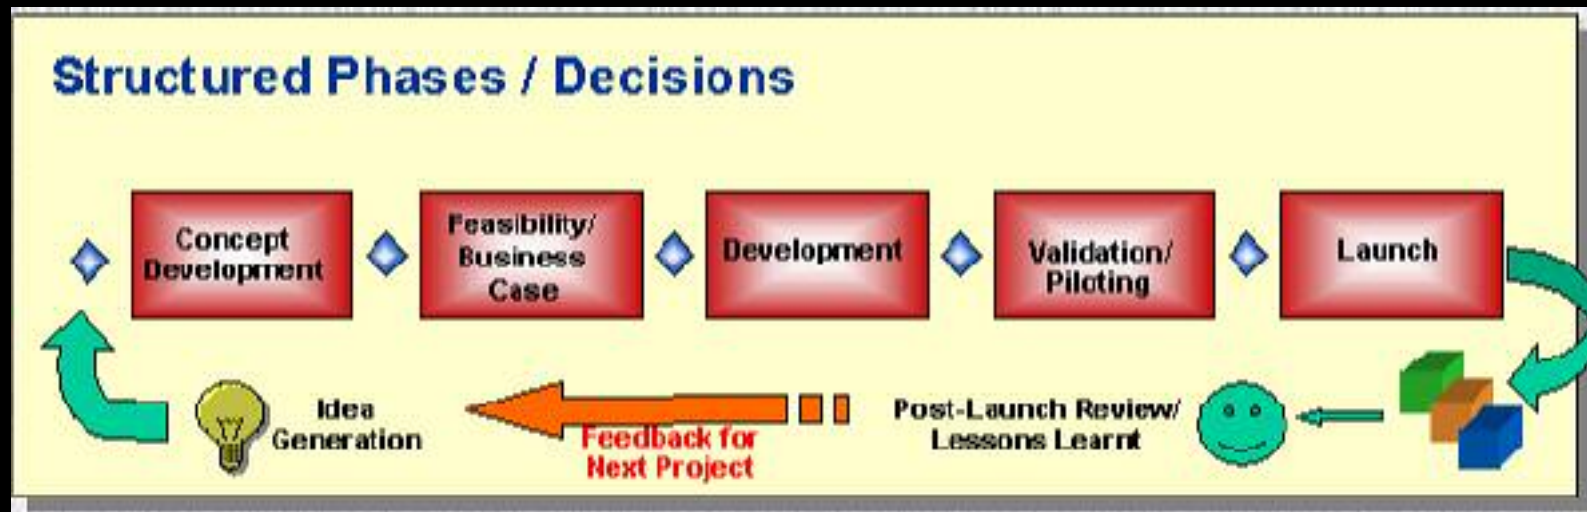 Structured Phases / Decisions
Concept
Development
Feasibility/
Business
Case
Development
Validation/
Piloting
Launch
Idea
Generation
Feedback for
Next Project
Post-Launch Review/
Lessons Learnt